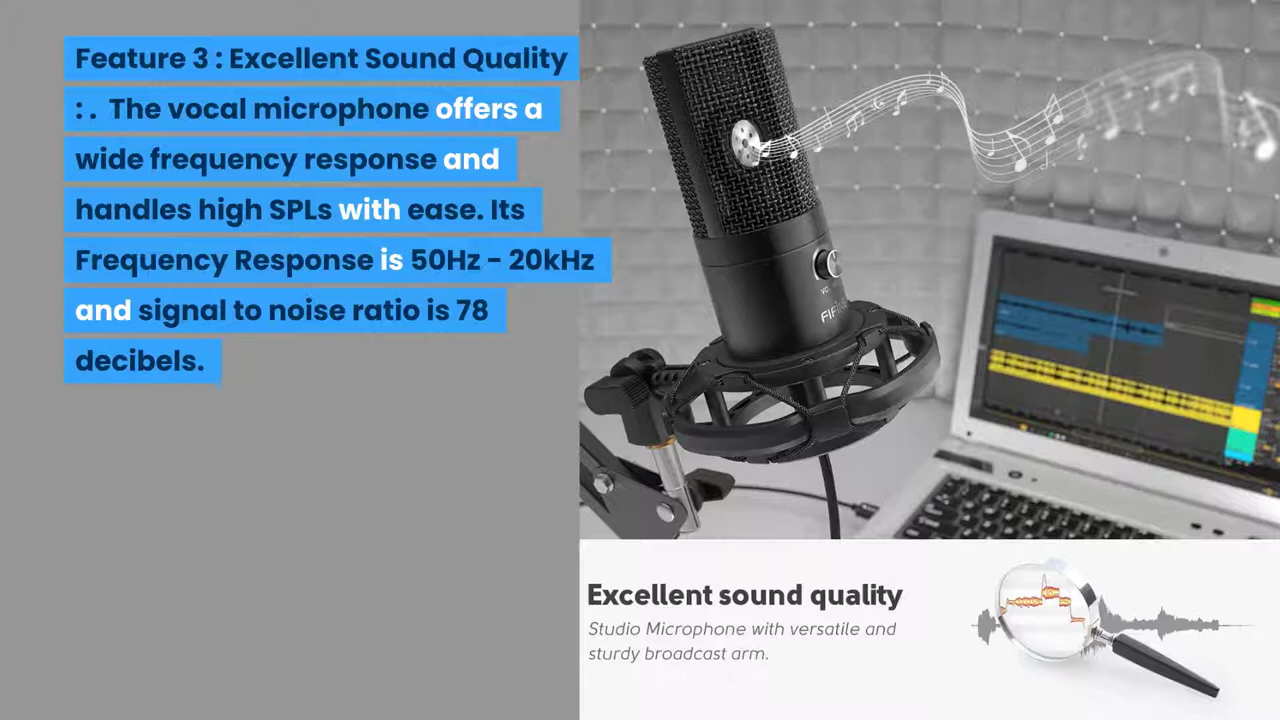 Feature 3 : Excellent Sound Quality
: . The vocal microphone offers a
wide frequency response and
handles high SPLs with ease. Its
Frequency Response is 50Hz - 20kHz
and signal to noise ratio is 78
decibels.
Excellent sound quality
Studio Microphone with versatile and
sturdy broadcast arm.